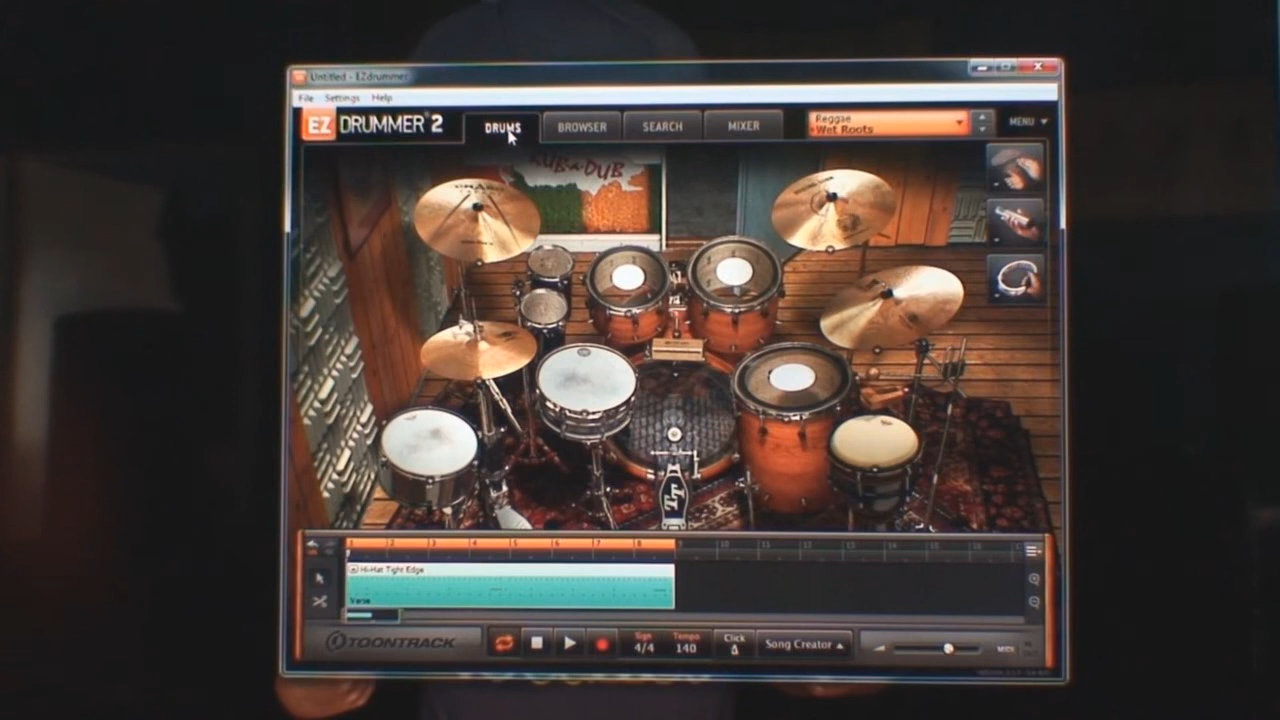 Untitled - EZdrummer
File Settings Help
EZ DRUMMER 2
DRUMS BROWSER SEARCH MIXER
Reggae
Wet Roots
MENU
RUB-A-DUB
TT
1 2 3 4 5 6 7 8 9 10 11 12 13 14 15 16
Hi-Hat Tight Edge
Verse
TOONTRACK
Sign
4/4
Tempo
140
Click
Song Creator
MIDI